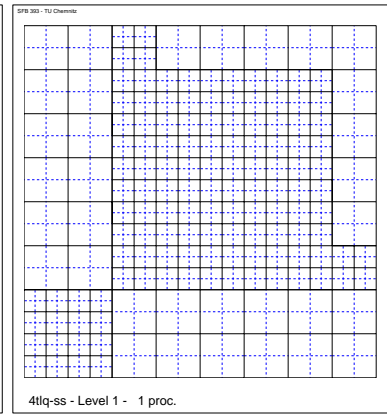 SFB 393 - TU Chemnitz
4tlq-ss - Level 1 - 1 proc.